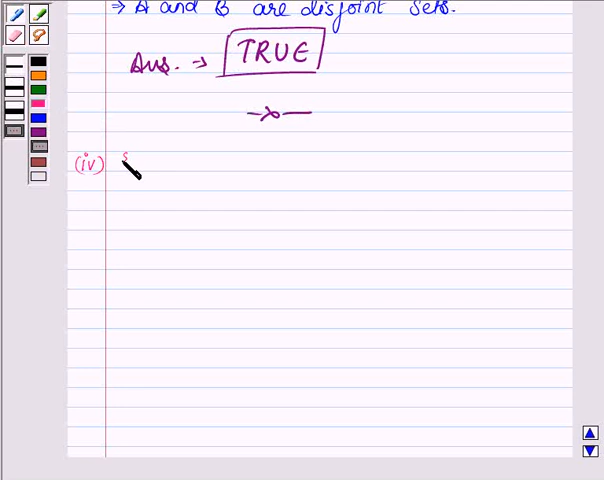 ⇒ A and B are disjoint sets.
Ans. → TRUE
(iv) s